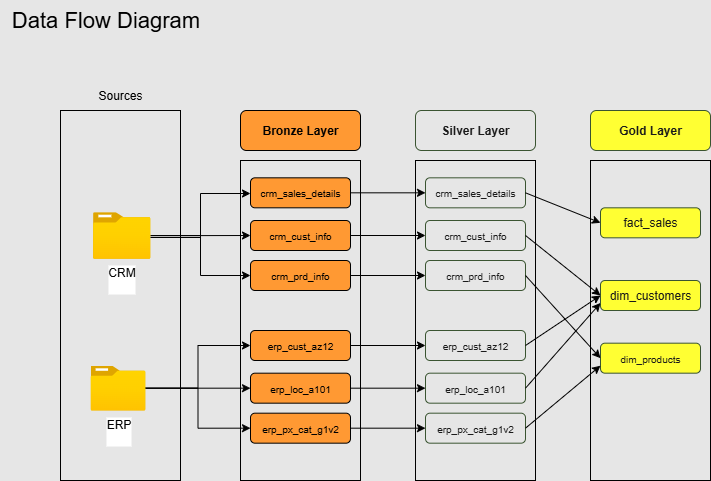 Data Flow Diagram
Sources
Bronze Layer
Silver Layer
Gold Layer
CRM
ERP
crm_sales_details
crm_cust_info
crm_prd_info
erp_cust_az12
erp_loc_a101
erp_px_cat_g1v2
crm_sales_details
crm_cust_info
crm_prd_info
erp_cust_az12
erp_loc_a101
erp_px_cat_g1v2
fact_sales
dim_customers
dim_products